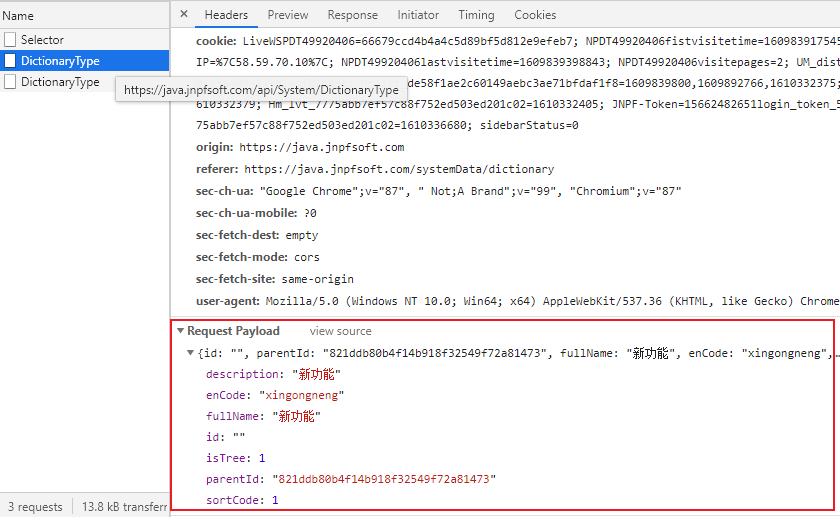 Name
Selector
DictionaryType
DictionaryType
https://java.jnpfsoft.com/api/System/DictionaryType
3 requests 13.8 kB transferr
× Headers Preview Response Initiator Timing Cookies
cookie: LiveWSPDT49920406=66679ccd4b4a4c5d89bf5d812e9efeb7; NPDT49920406fistvisitetime=160983917545
IP=%7C58.59.70.10%7C; NPDT49920406lastvisitetime=1609839398843; NPDT49920406visitepages=2; UM_dist
de58f1ae2c60149aebc3ae71bfdaf1f8=1609839800,1609892766,1610332375;
610332379; Hm_lvt_7775abb7ef57c88f752ed503ed201c02=1610332405; JNPF-Token=15662482651login_token_5
75abb7ef57c88f752ed503ed201c02=1610336680; sidebarStatus=0
origin: https://java.jnpfsoft.com
referer: https://java.jnpfsoft.com/systemData/dictionary
sec-ch-ua: "Google Chrome";v="87", " Not;A Brand";v="99", "Chromium";v="87"
sec-ch-ua-mobile: ?0
sec-fetch-dest: empty
sec-fetch-mode: cors
sec-fetch-site: same-origin
user-agent: Mozilla/5.0 (Windows NT 10.0; Win64; x64) AppleWebKit/537.36 (KHTML, like Gecko) Chrome
Request Payload view source
{id: "", parentId: "821ddb80b4f14b918f32549f72a81473", fullName: "新功能", enCode: "xingongneng",…
description: "新功能"
enCode: "xingongneng"
fullName: "新功能"
id: ""
isTree: 1
parentId: "821ddb80b4f14b918f32549f72a81473"
sortCode: 1